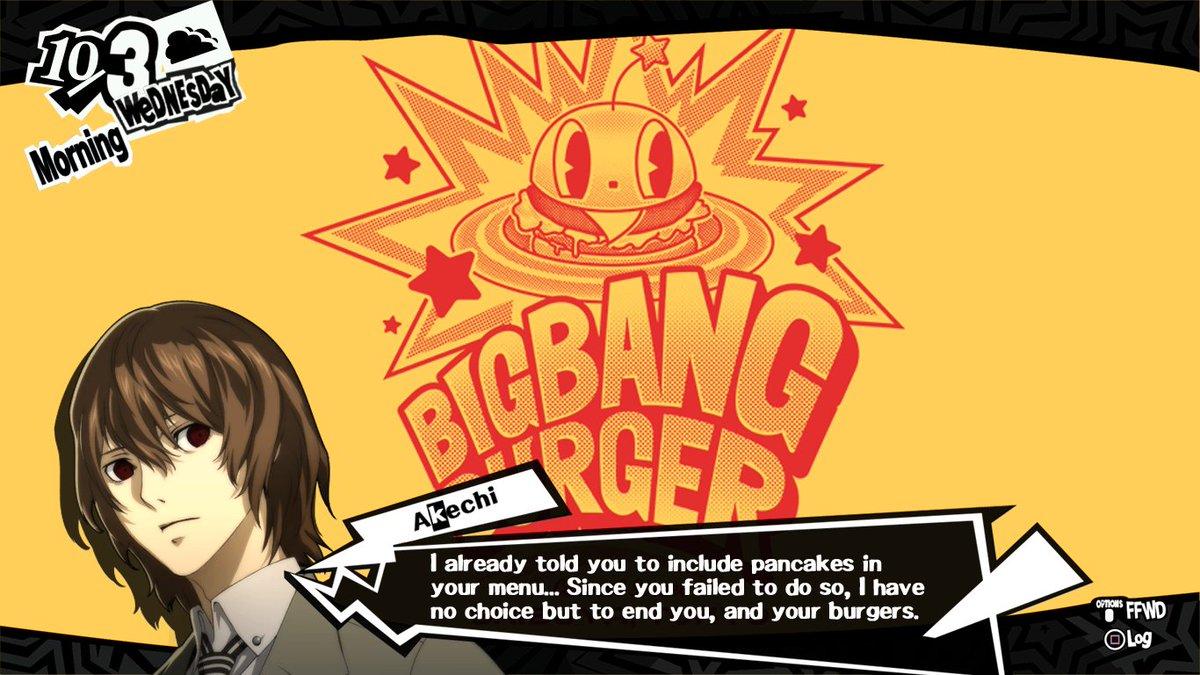 10 3
WeDNESDaY
Morning
BIGBANG
BURGER
Akechi
I already told you to include pancakes in
your menu... Since you failed to do so, I have
no choice but to end you, and your burgers.
OPTIONS FFWD
Log